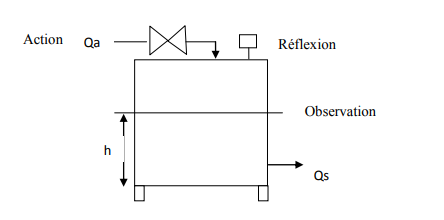 Action Qa
Réflexion
Observation
h
Qs